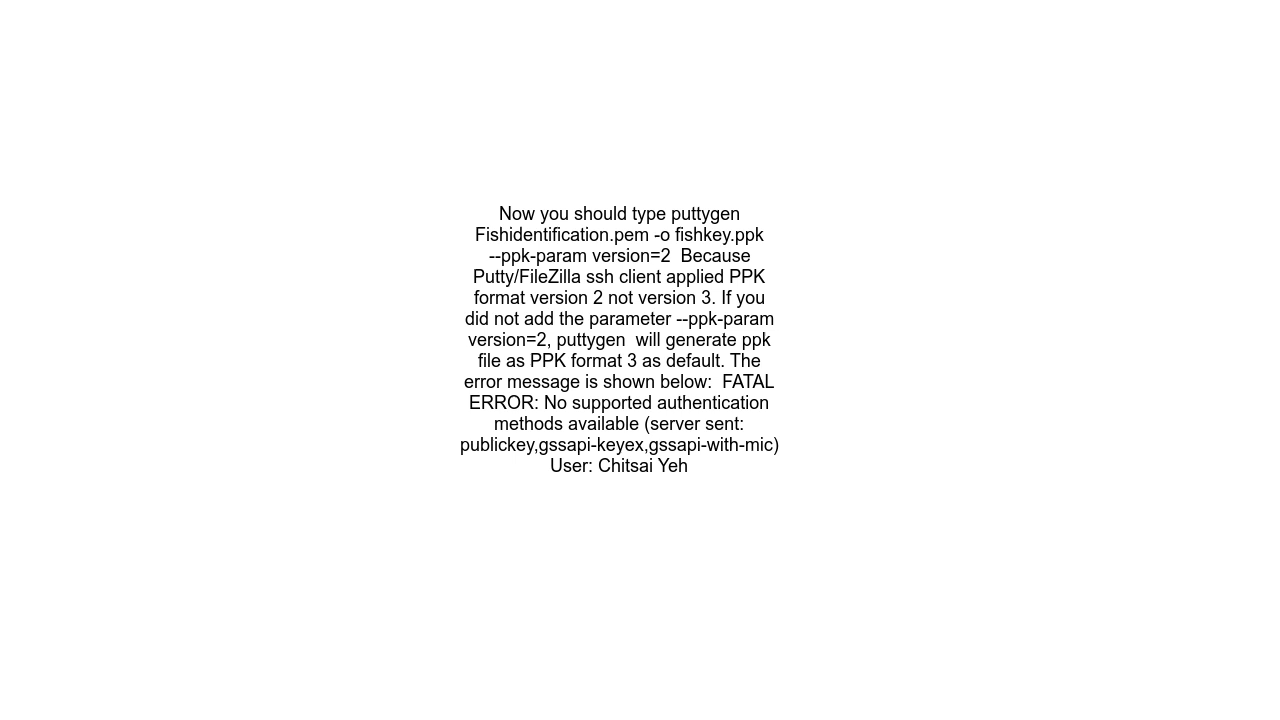 Now you should type puttygen
Fishidentification.pem -o fishkey.ppk
--ppk-param version=2  Because
Putty/FileZilla ssh client applied PPK
format version 2 not version 3. If you
did not add the parameter --ppk-param
version=2, puttygen  will generate ppk
file as PPK format 3 as default. The
error message is shown below:  FATAL
ERROR: No supported authentication
methods available (server sent:
publickey,gssapi-keyex,gssapi-with-mic)
User: Chitsai Yeh